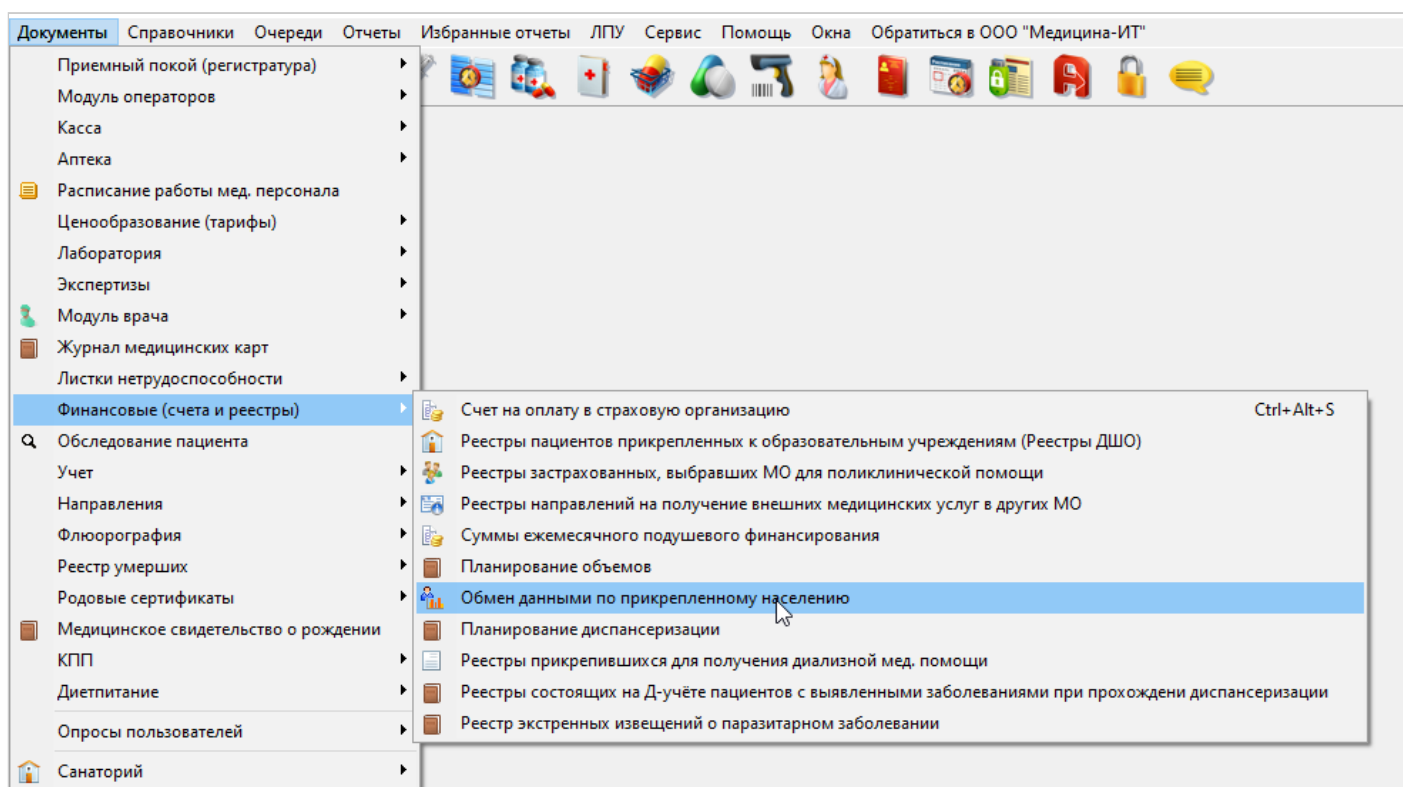 Документы Справочники Очереди Отчеты Избранные отчеты ЛПУ Сервис Помощь Окна Обратиться в ООО "Медицина-ИТ"
Приемный покой (регистратура)
Модуль операторов
Касса
Аптека
Расписание работы мед. персонала
Ценообразование (тарифы)
Лаборатория
Экспертизы
Модуль врача
Журнал медицинских карт
Листки нетрудоспособности
Финансовые (счета и реестры)
Обследование пациента
Учет
Направления
Флюорография
Реестр умерших
Родовые сертификаты
Медицинское свидетельство о рождении
КПП
Диетпитание
Опросы пользователей
Санаторий
Счет на оплату в страховую организацию Ctrl+Alt+S
Реестры пациентов прикрепленных к образовательным учреждениям (Реестры ДШО)
Реестры застрахованных, выбравших МО для поликлинической помощи
Реестры направлений на получение внешних медицинских услуг в других МО
Суммы ежемесячного подушевого финансирования
Планирование объемов
Обмен данными по прикрепленному населению
Планирование диспансеризации
Реестры прикрепившихся для получения диализной мед. помощи
Реестры состоящих на Д-учёте пациентов с выявленными заболеваниями при прохождени диспансеризации
Реестр экстренных извещений о паразитарном заболевании